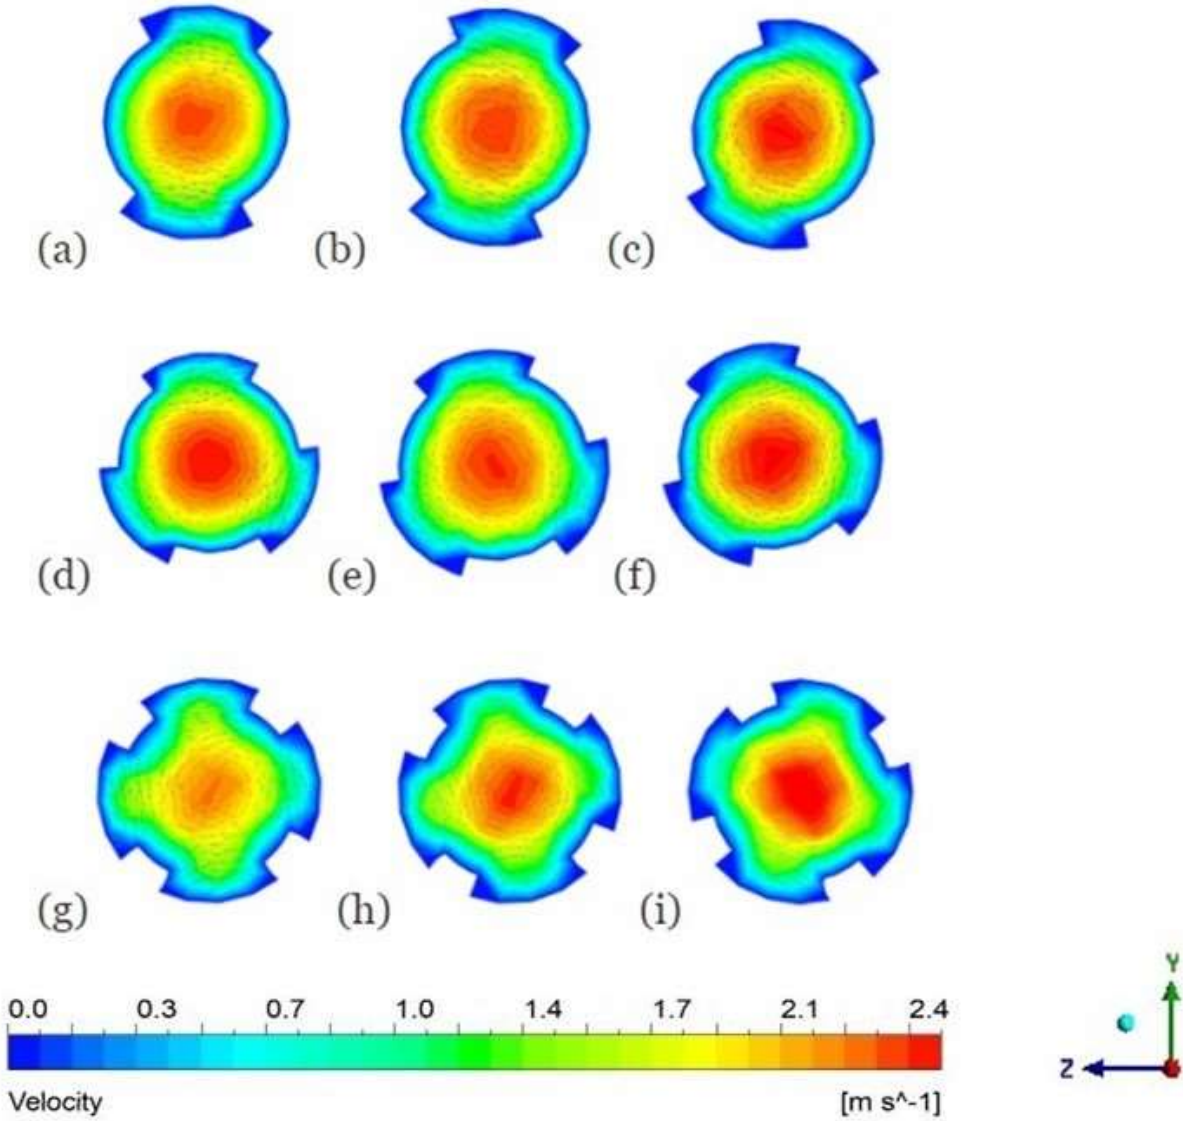 (a) (b) (c)
(d) (e) (f)
(g) (h) (i)
0.0 0.3 0.7 1.0 1.4 1.7 2.1 2.4
Velocity [m s^-1]
Y
Z